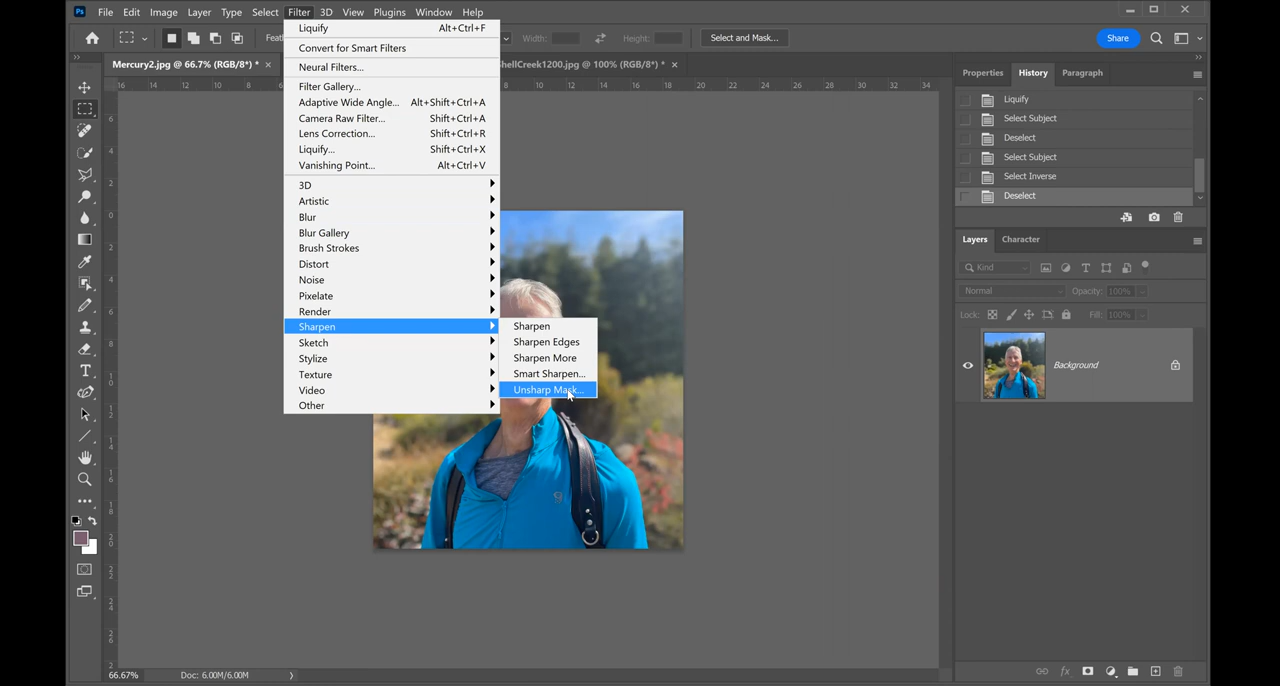 Ps File Edit Image Layer Type Select Filter 3D View Plugins Window Help
Width: Height: Select and Mask... Share
Mercury2.jpg @ 66.7% (RGB/8*) * × hellCreek1200.jpg @ 100% (RGB/8*) * ×
Liquify Alt+Ctrl+F
Convert for Smart Filters
Neural Filters...
Filter Gallery...
Adaptive Wide Angle... Alt+Shift+Ctrl+A
Camera Raw Filter... Shift+Ctrl+A
Lens Correction... Shift+Ctrl+R
Liquify... Shift+Ctrl+X
Vanishing Point... Alt+Ctrl+V
3D
Artistic
Blur
Blur Gallery
Brush Strokes
Distort
Noise
Pixelate
Render
Sharpen
Sketch
Stylize
Texture
Video
Other
Sharpen
Sharpen Edges
Sharpen More
Smart Sharpen...
Unsharp Mask...
Properties History Paragraph
Liquify
Select Subject
Deselect
Select Subject
Select Inverse
Deselect
Layers Character
Kind
Normal Opacity: 100%
Lock: Fill: 100%
Background
66.67% Doc: 6.00M/6.00M